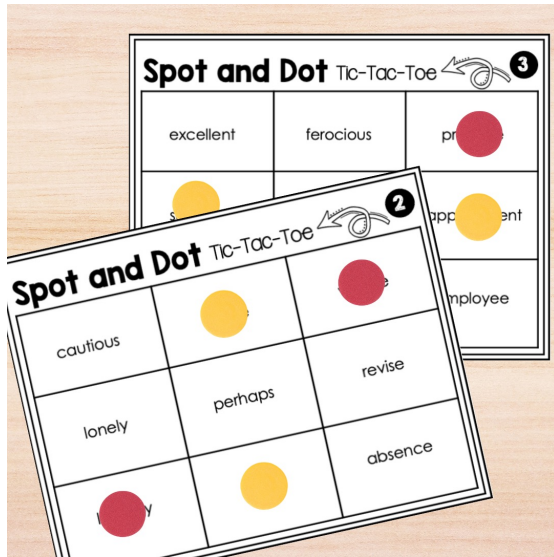 Spot and Dot Tic-Tac-Toe 3
excellent ferocious
mployee
Spot and Dot Tic-Tac-Toe 2
cautious
lonely perhaps revise
absence